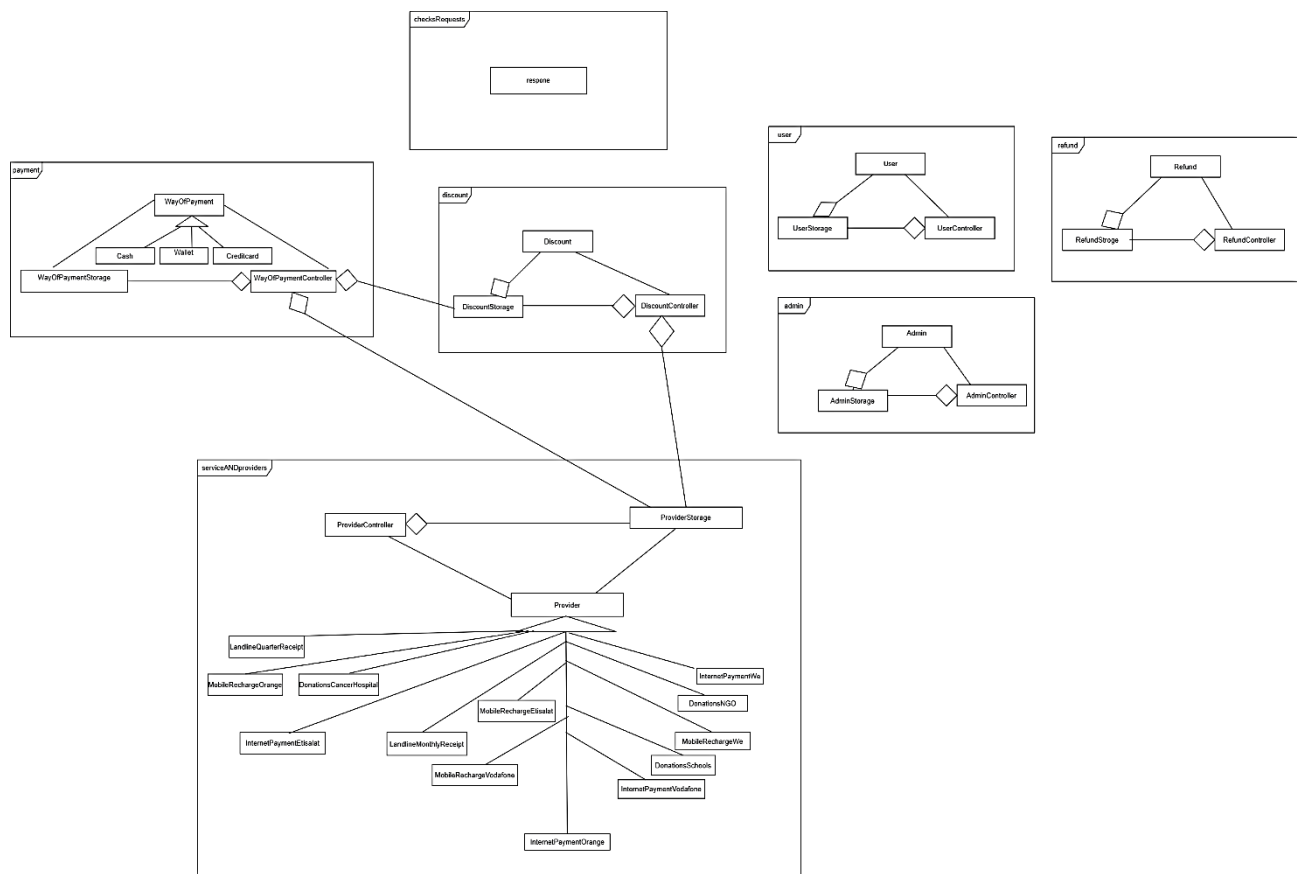 checksRequests
respone
user
User
UserStorage
UserController
refund
Refund
RefundStroge
RefundController
payment
WayOfPayment
Cash
Wallet
Creditcard
WayOfPaymentStorage
WayOfPaymentController
discount
Discount
DiscountStorage
DiscountController
admin
Admin
AdminStorage
AdminController
serviceANDproviders
ProviderController
ProviderStorage
Provider
LandlineQuarterReceipt
MobileRechargeOrange
DonationsCancerHospital
InternetPaymentWe
DonationsNGO
MobileRechargeEtisalat
InternetPaymentEtisalat
LandlineMonthlyReceipt
MobileRechargeWe
DonationsSchools
MobileRechargeVodafone
InternetPaymentVodafone
InternetPaymentOrange